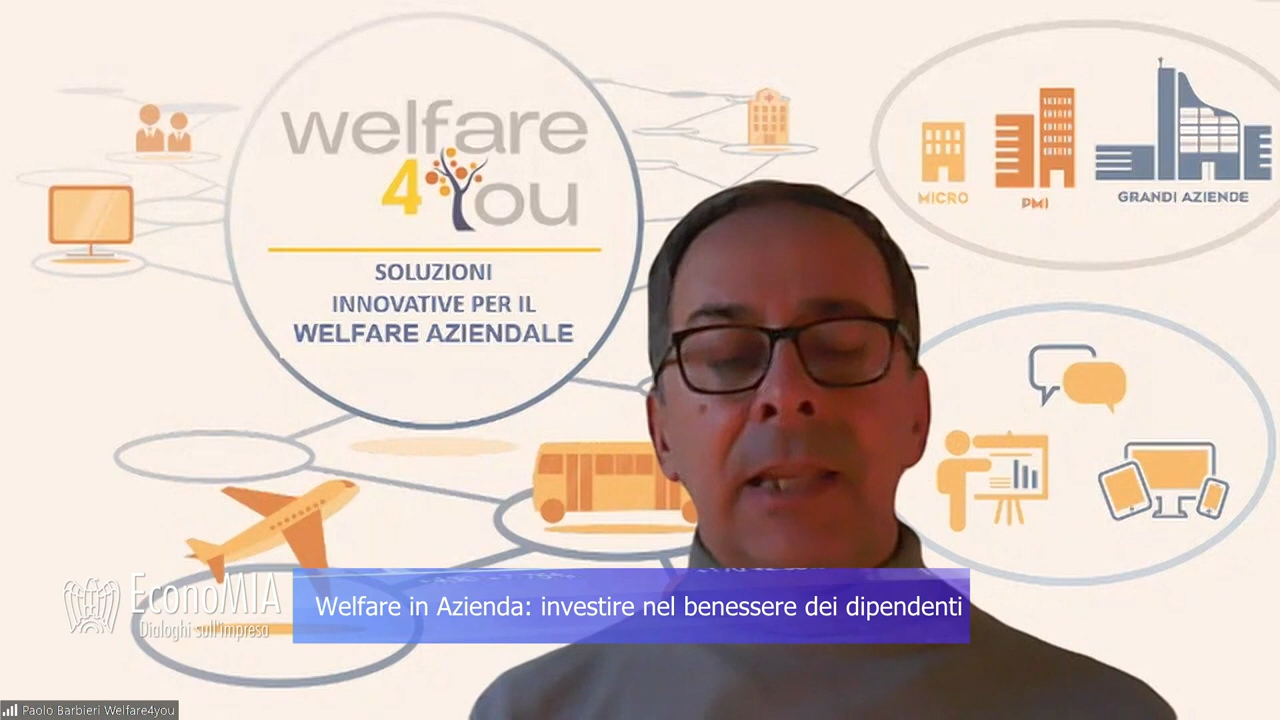 welfare
4You
SOLUZIONI
INNOVATIVE PER IL
WELFARE AZIENDALE
MICRO
PMI
GRANDI AZIENDE
EconoMIA
Dialoghi sull'impresa
Welfare in Azienda: investire nel benessere dei dipendenti
Paolo Barbieri Welfare4you